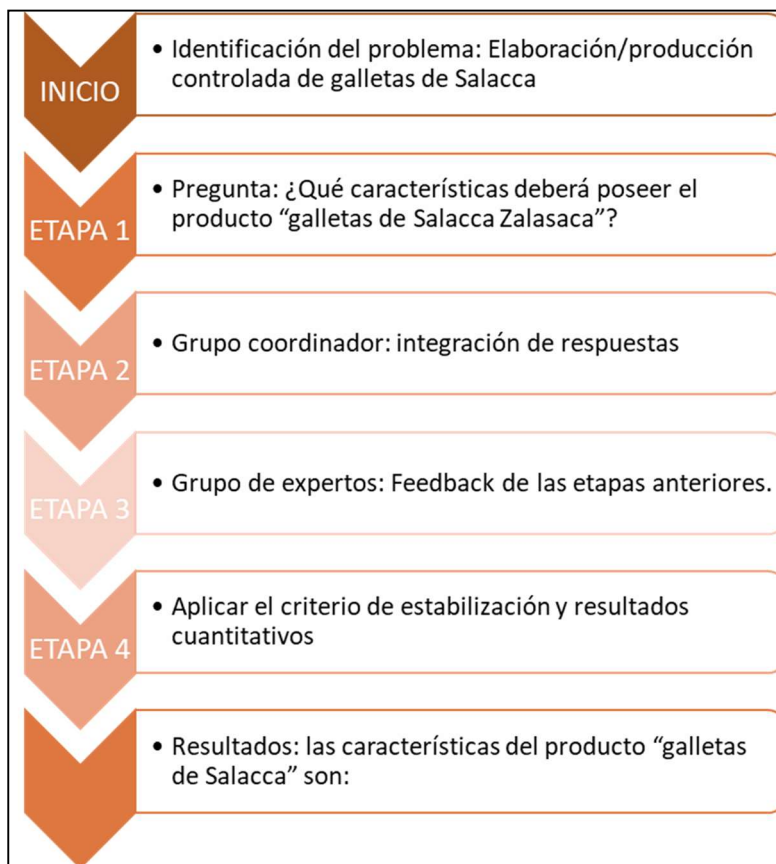 INICIO
• Identificación del problema: Elaboración/producción
controlada de galletas de Salacca
ETAPA 1
• Pregunta: ¿Qué características deberá poseer el
producto “galletas de Salacca Zalasaca”?
ETAPA 2
• Grupo coordinador: integración de respuestas
ETAPA 3
• Grupo de expertos: Feedback de las etapas anteriores.
ETAPA 4
• Aplicar el criterio de estabilización y resultados
cuantitativos
• Resultados: las características del producto “galletas
de Salacca” son: